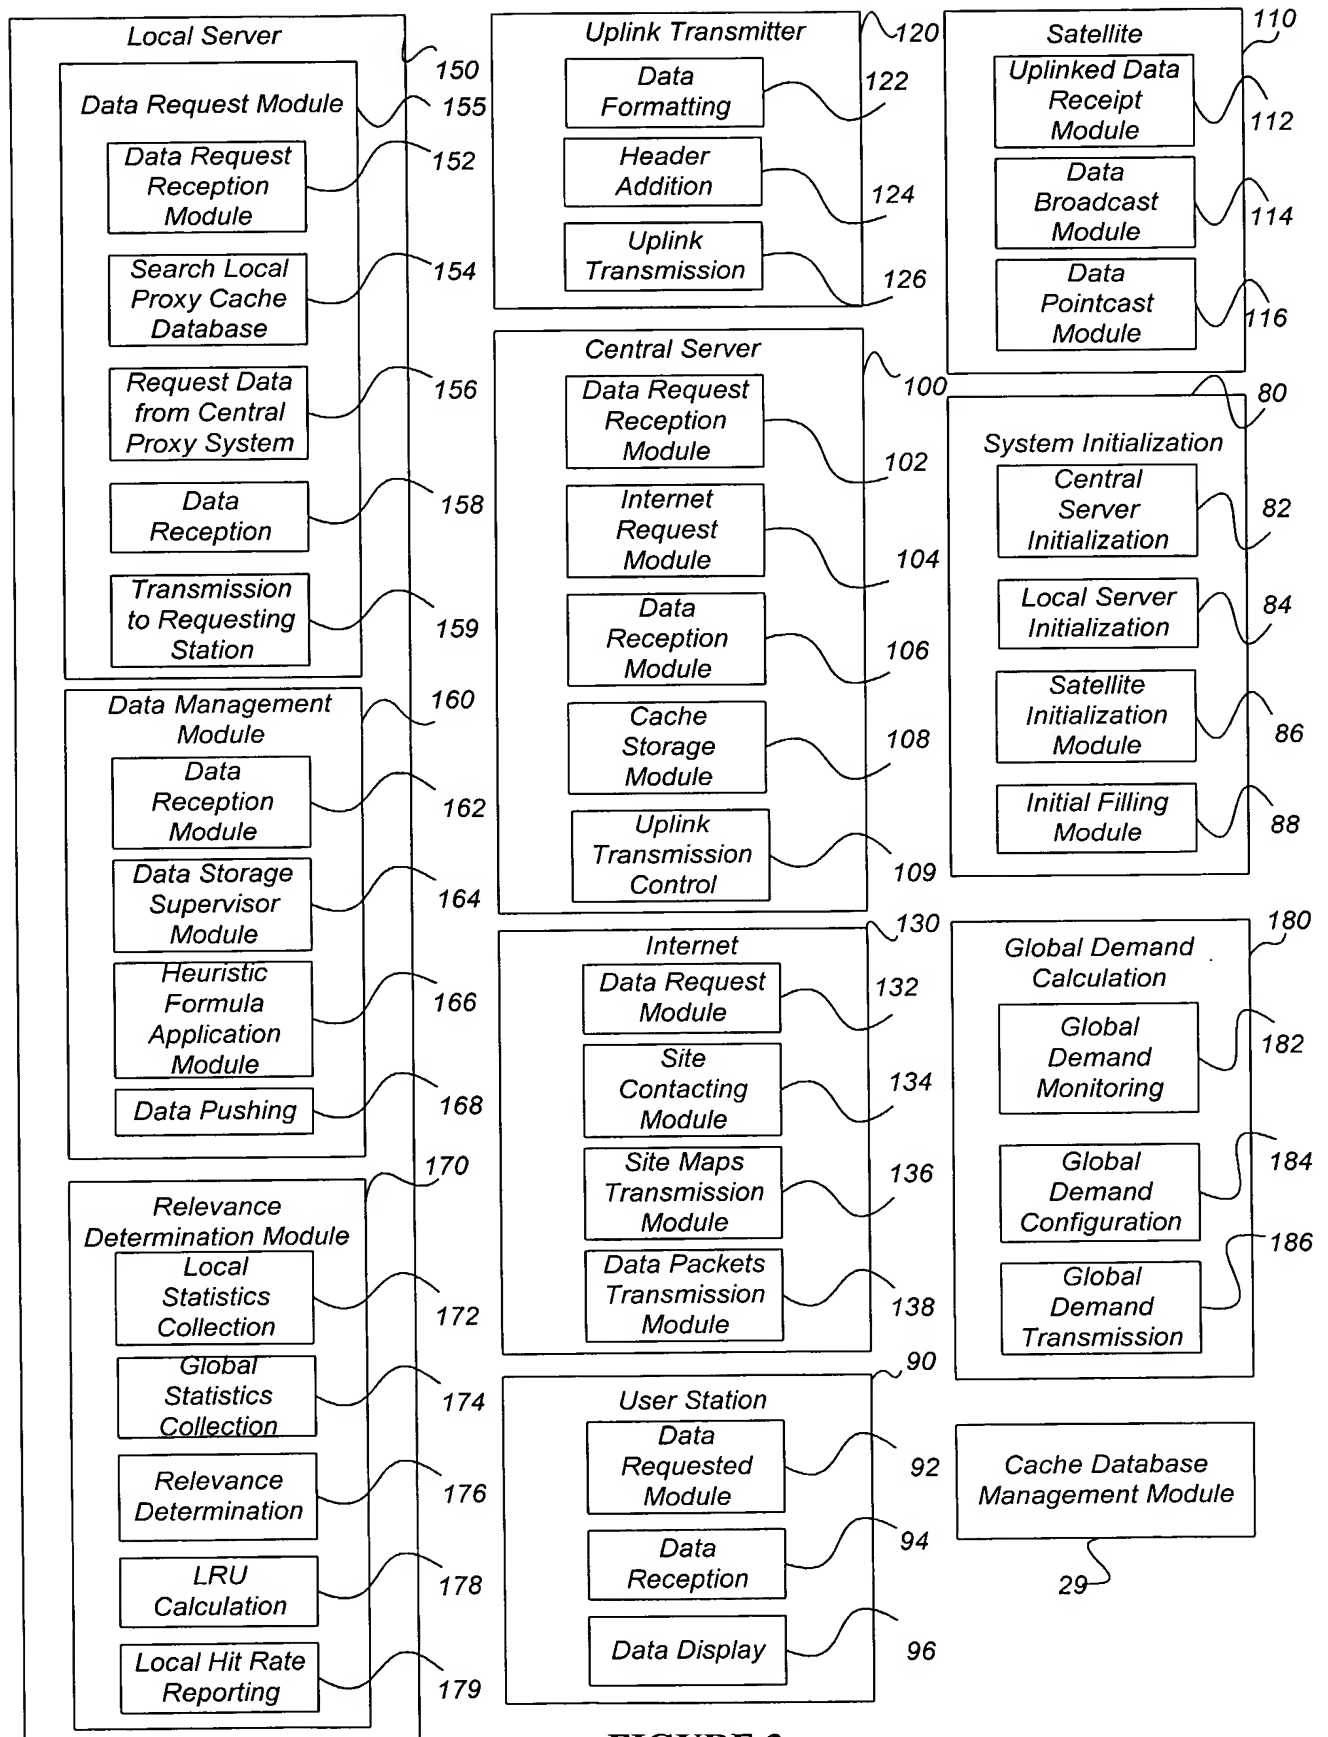 Local Server
150
Data Request Module
155
Data Request
Reception
Module
152
Search Local
Proxy Cache
Database
154
Request Data
from Central
Proxy System
156
Data
Reception
158
Transmission
to Requesting
Station
159
Data Management
Module
160
Data
Reception
Module
162
Data Storage
Supervisor
Module
164
Heuristic
Formula
Application
Module
166
Data Pushing
168
Relevance
Determination Module
170
Local
Statistics
Collection
172
Global
Statistics
Collection
174
Relevance
Determination
176
LRU
Calculation
178
Local Hit Rate
Reporting
179
Uplink Transmitter
120
Data
Formatting
122
Header
Addition
124
Uplink
Transmission
126
Central Server
100
Data Request
Reception
Module
102
Internet
Request
Module
104
Data
Reception
Module
106
Cache
Storage
Module
108
Uplink
Transmission
Control
109
Internet
130
Data Request
Module
132
Site
Contacting
Module
134
Site Maps
Transmission
Module
136
Data Packets
Transmission
Module
138
User Station
90
Data
Requested
Module
92
Data
Reception
94
Data Display
96
Satellite
110
Uplinked Data
Receipt
Module
112
Data
Broadcast
Module
114
Data
Pointcast
Module
116
80
System Initialization
Central
Server
Initialization
82
Local Server
Initialization
84
Satellite
Initialization
Module
86
Initial Filling
Module
88
Global Demand
Calculation
180
Global
Demand
Monitoring
182
Global
Demand
Configuration
184
Global
Demand
Transmission
186
Cache Database
Management Module
29